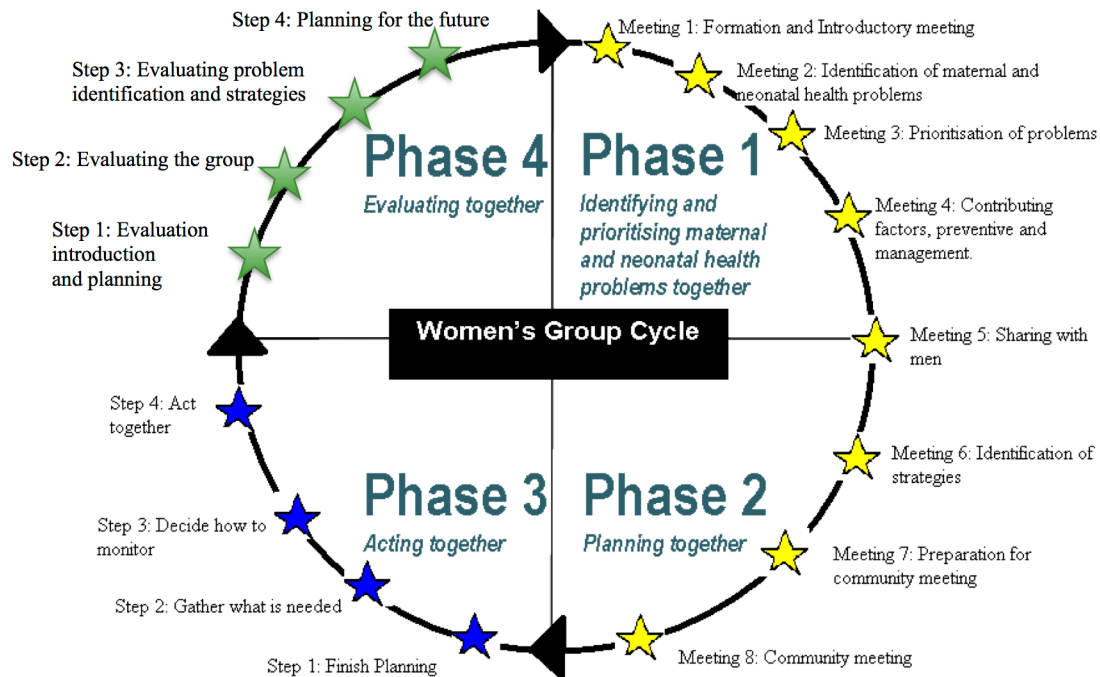 Step 4: Planning for the future
Meeting 1: Formation and Introductory meeting
Step 3: Evaluating problem
identification and strategies
Meeting 2: Identification of maternal and
neonatal health problems
Meeting 3: Prioritisation of problems
Step 2: Evaluating the group
Phase 4
Evaluating together
Phase 1
Identifying and
prioritising maternal
and neonatal health
problems together
Meeting 4: Contributing
factors, preventive and
management.
Step 1: Evaluation
introduction
and planning
Women's Group Cycle
Meeting 5: Sharing with
men
Step 4: Act
together
Meeting 6: Identification of
strategies
Phase 3
Acting together
Phase 2
Planning together
Step 3: Decide how to
monitor
Meeting 7: Preparation for
community meeting
Step 2: Gather what is needed
Step 1: Finish Planning
Meeting 8: Community meeting